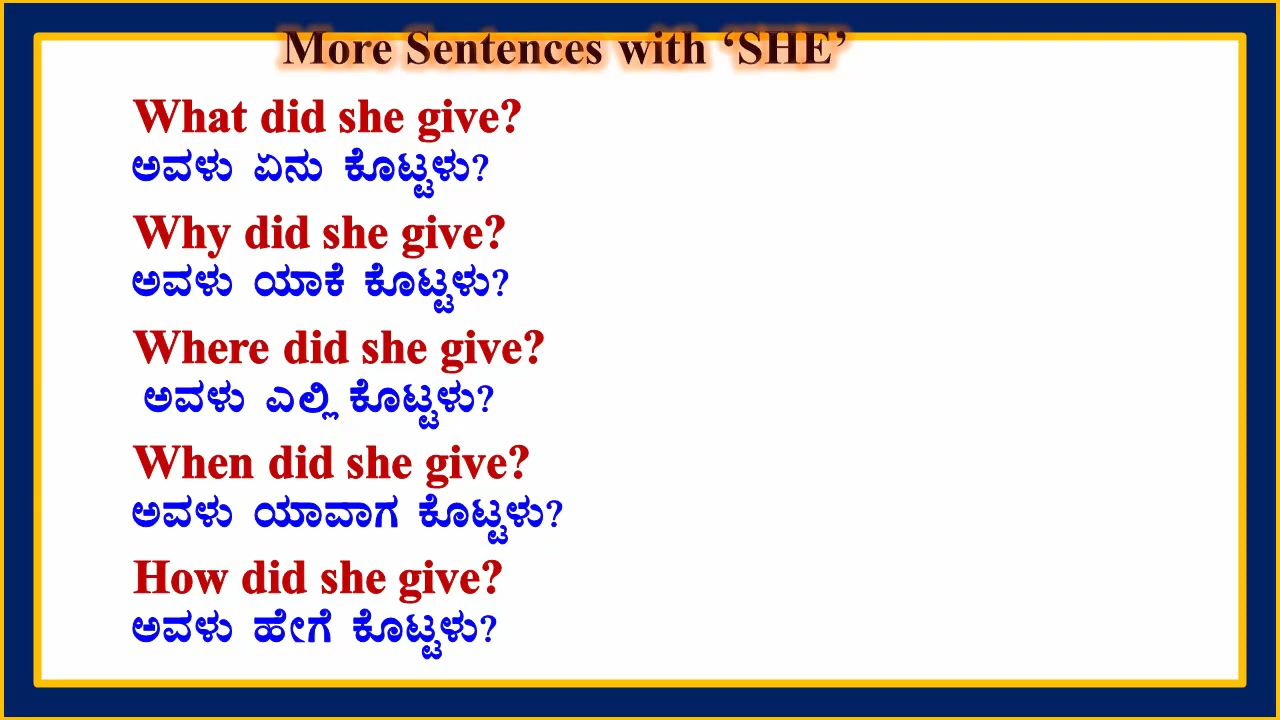 More Sentences with ‘SHE’
What did she give?
ಅವಳು ಏನು ಕೊಟ್ಟಳು?
Why did she give?
ಅವಳು ಯಾಕೆ ಕೊಟ್ಟಳು?
Where did she give?
ಅವಳು ಎಲ್ಲಿ ಕೊಟ್ಟಳು?
When did she give?
ಅವಳು ಯಾವಾಗ ಕೊಟ್ಟಳು?
How did she give?
ಅವಳು ಹೇಗೆ ಕೊಟ್ಟಳು?